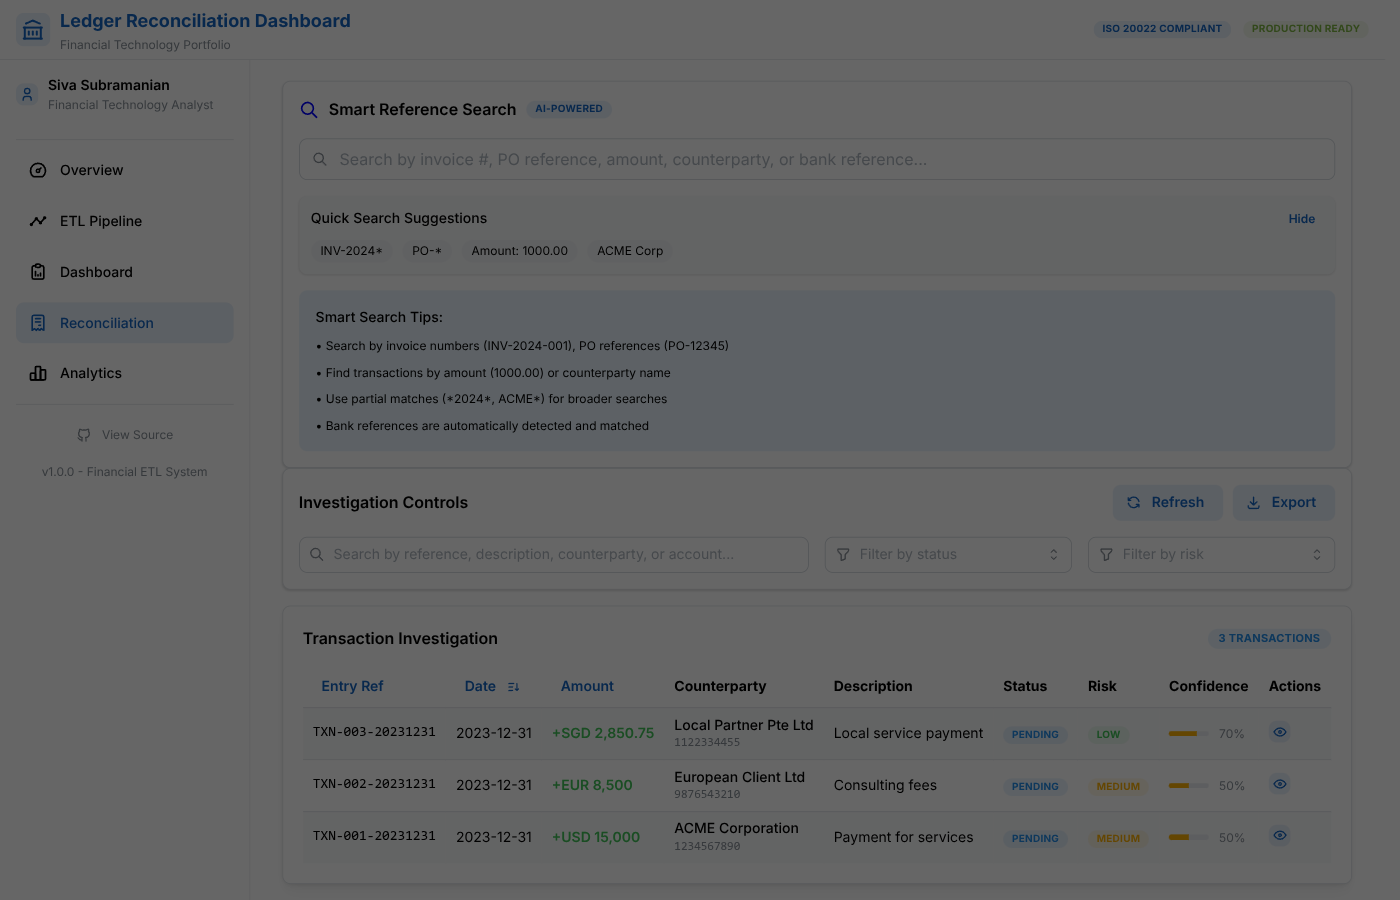 Ledger Reconciliation Dashboard
Financial Technology Portfolio
ISO 20022 COMPLIANT
PRODUCTION READY
Siva Subramanian
Financial Technology Analyst
Overview
ETL Pipeline
Dashboard
Reconciliation
Analytics
View Source
v1.0.0 - Financial ETL System
Smart Reference Search AI-POWERED
Search by invoice #, PO reference, amount, counterparty, or bank reference...
Quick Search Suggestions Hide
INV-2024* PO-* Amount: 1000.00 ACME Corp
Smart Search Tips:
• Search by invoice numbers (INV-2024-001), PO references (PO-12345)
• Find transactions by amount (1000.00) or counterparty name
• Use partial matches (*2024*, ACME*) for broader searches
• Bank references are automatically detected and matched
Investigation Controls Refresh Export
Search by reference, description, counterparty, or account... Filter by status Filter by risk
Transaction Investigation 3 TRANSACTIONS
Entry Ref Date Amount Counterparty Description Status Risk Confidence Actions
TXN-003-20231231 2023-12-31 +SGD 2,850.75 Local Partner Pte Ltd Local service payment PENDING LOW 70%
1122334455
TXN-002-20231231 2023-12-31 +EUR 8,500 European Client Ltd Consulting fees PENDING MEDIUM 50%
9876543210
TXN-001-20231231 2023-12-31 +USD 15,000 ACME Corporation Payment for services PENDING MEDIUM 50%
1234567890